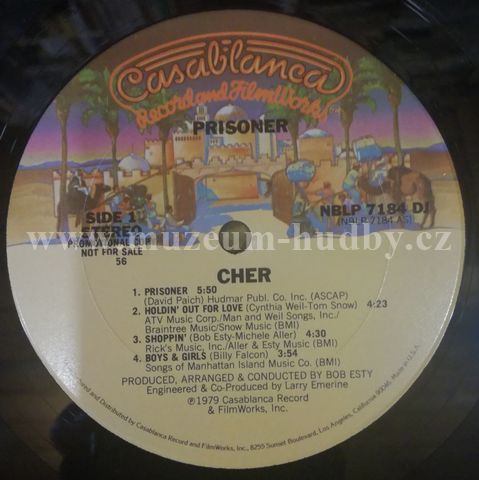 Casablanca
Record and FilmWorks
PRISONER
SIDE 1
STEREO
PROMOTIONAL COPY
NOT FOR SALE
56
NBLP 7184 DJ
(NBLP 7184 AS)
www.muzeum-hudby.cz
CHER
1. PRISONER 5:50
(David Paich) Hudmar Publ. Co. Inc. (ASCAP)
2. HOLDIN' OUT FOR LOVE (Cynthia Weil-Tom Snow) 4:23
ATV Music Corp./Man and Weil Songs, Inc./
Braintree Music/Snow Music (BMI)
3. SHOPPIN' (Bob Esty-Michele Aller) 4:30
Rick's Music, Inc./Aller & Esty Music (BMI)
4. BOYS & GIRLS (Billy Falcon) 3:54
Songs of Manhattan Island Music Co. (BMI)
PRODUCED, ARRANGED & CONDUCTED BY BOB ESTY
Engineered & Co-Produced by Larry Emerine
℗1979 Casablanca Record
& FilmWorks, Inc.
Manufactured and Distributed by Casablanca Record and FilmWorks, Inc., 8255 Sunset Boulevard, Los Angeles, California 90046. Made in U.S.A.